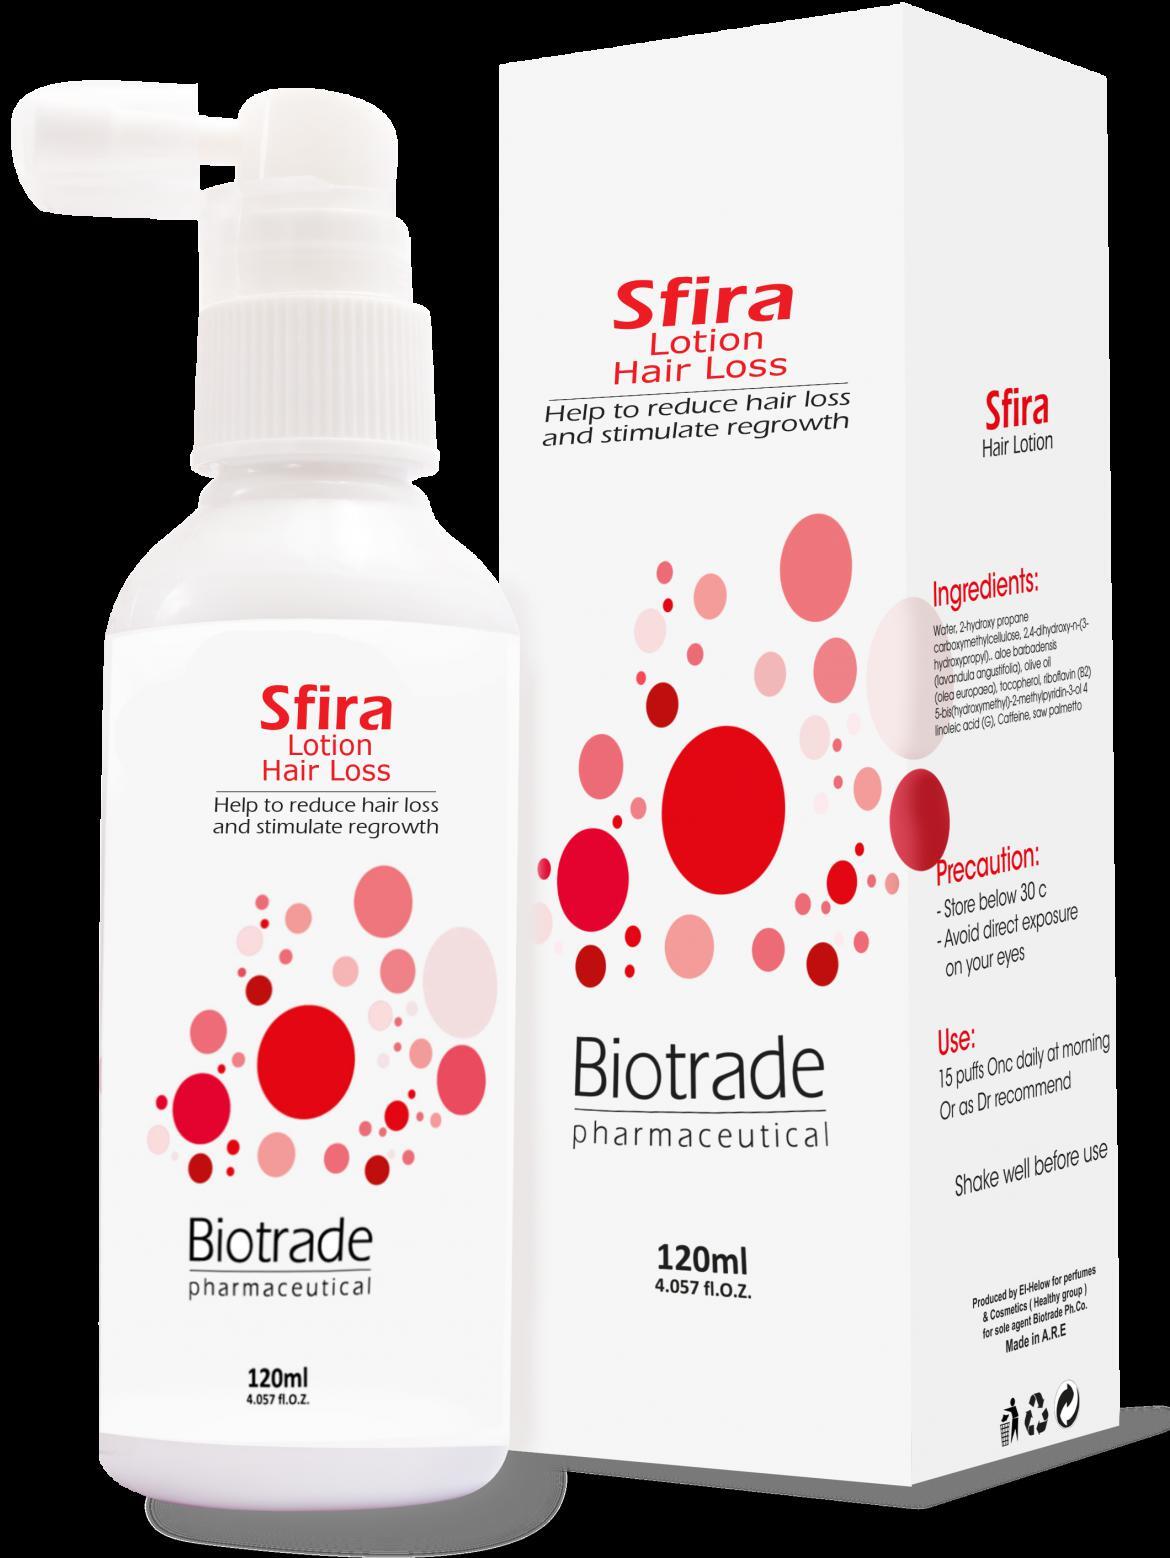 Sfira
Lotion
Hair Loss
Help to reduce hair loss
and stimulate regrowth
Biotrade
pharmaceutical
120ml
4.057 fl.O.Z.
Sfira
Lotion
Hair Loss
Help to reduce hair loss
and stimulate regrowth
Biotrade
pharmaceutical
120ml
4.057 fl.O.Z.
Sfira
Hair Lotion
Ingredients:
Water, 2-hydroxy propane
carboxymethylcellulose, 2,4-dihydroxy-n-(3-
hydroxypropyl)., aloe barbadensis
(lavandula angustifolia), olive oil
(olea europaea), tocopherol, riboflavin (B2)
5-bis(hydroxymethyl)-2-methylpyridin-3-ol 4
linoleic acid (G), Caffeine, saw palmetto
Precaution:
- Store below 30 c
- Avoid direct exposure
on your eyes
Use:
15 puffs Onc daily at morning
Or as Dr recommend
Shake well before use
Produced by El-Helow for perfumes
& Cosmetics ( Healthy group )
for sole agent Biotrade Ph.Co.
Made in A.R.E